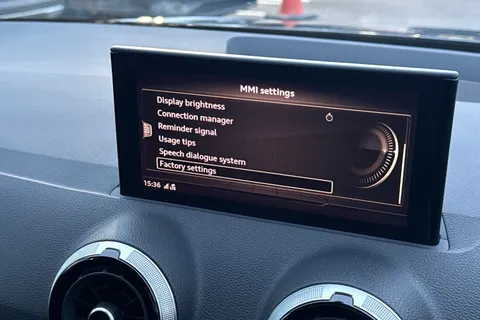 MMI settings
Display brightness
Connection manager
Reminder signal
Usage tips
Speech dialogue system
Factory settings
15:36